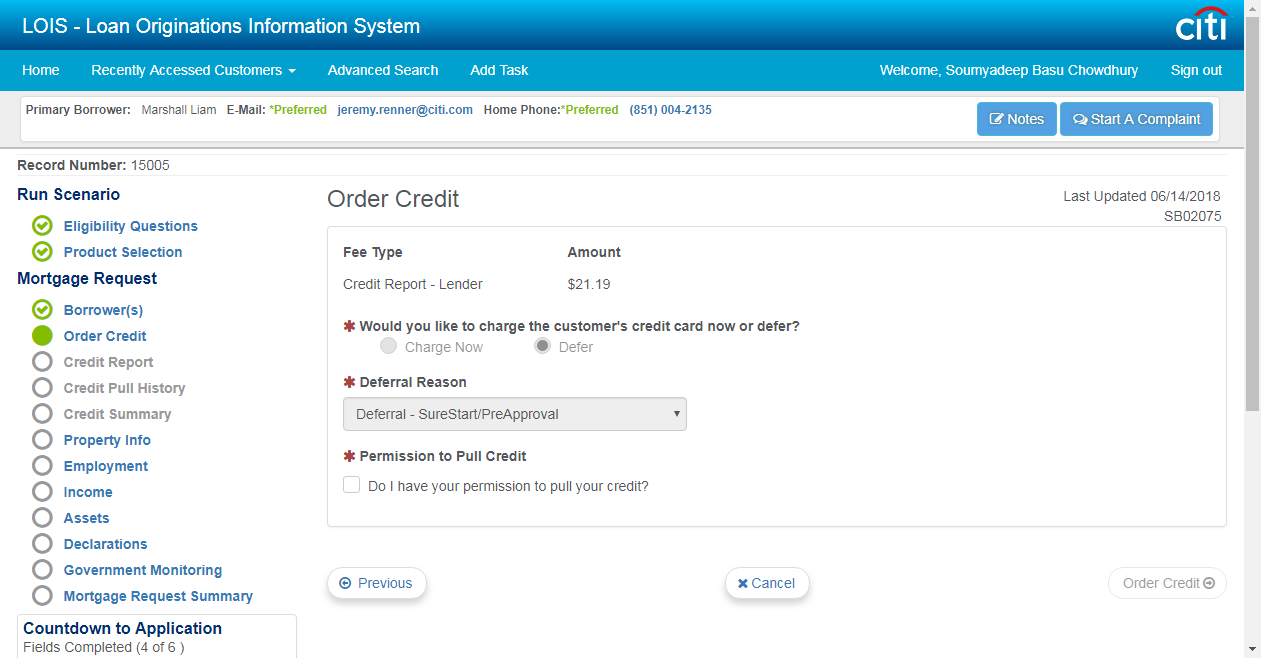 LOIS - Loan Originations Information System
citi
Home Recently Accessed Customers Advanced Search Add Task Welcome, Soumyadeep Basu Chowdhury Sign out
Primary Borrower: Marshall Liam E-Mail: *Preferred jeremy.renner@citi.com Home Phone:*Preferred (851) 004-2135
Notes Start A Complaint
Record Number: 15005
Run Scenario
Eligibility Questions
Product Selection
Mortgage Request
Borrower(s)
Order Credit
Credit Report
Credit Pull History
Credit Summary
Property Info
Employment
Income
Assets
Declarations
Government Monitoring
Mortgage Request Summary
Countdown to Application
Fields Completed (4 of 6 )
Order Credit
Last Updated 06/14/2018
SB02075
Fee Type Amount
Credit Report - Lender $21.19
* Would you like to charge the customer's credit card now or defer?
Charge Now Defer
* Deferral Reason
Deferral - SureStart/PreApproval
* Permission to Pull Credit
Do I have your permission to pull your credit?
Previous Cancel Order Credit